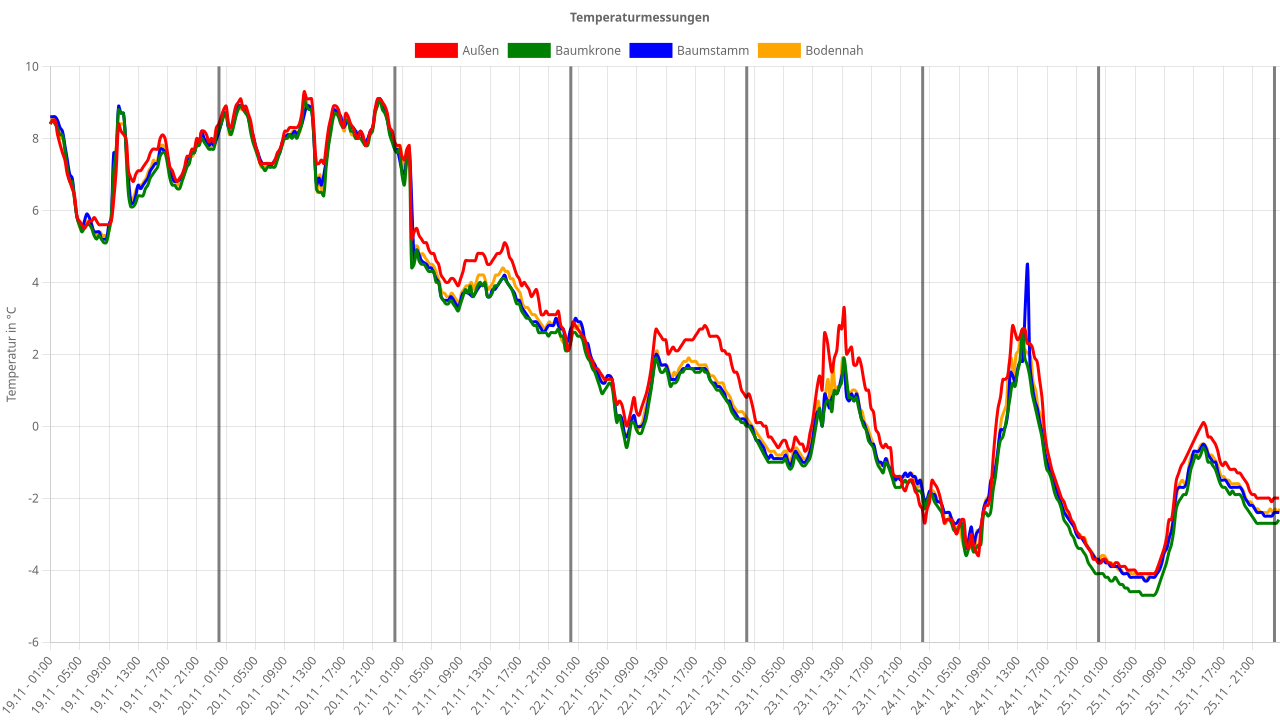 Temperaturmessungen
Außen Baumkrone Baumstamm Bodennah
Temperatur in °C
10
8
6
4
2
0
-2
-4
-6
19.11 - 01:00
19.11 - 05:00
19.11 - 09:00
19.11 - 13:00
19.11 - 17:00
19.11 - 21:00
20.11 - 01:00
20.11 - 05:00
20.11 - 09:00
20.11 - 13:00
20.11 - 17:00
20.11 - 21:00
21.11 - 01:00
21.11 - 05:00
21.11 - 09:00
21.11 - 13:00
21.11 - 17:00
21.11 - 21:00
22.11 - 01:00
22.11 - 05:00
22.11 - 09:00
22.11 - 13:00
22.11 - 17:00
22.11 - 21:00
23.11 - 01:00
23.11 - 05:00
23.11 - 09:00
23.11 - 13:00
23.11 - 17:00
23.11 - 21:00
24.11 - 01:00
24.11 - 05:00
24.11 - 09:00
24.11 - 13:00
24.11 - 17:00
24.11 - 21:00
25.11 - 01:00
25.11 - 05:00
25.11 - 09:00
25.11 - 13:00
25.11 - 17:00
25.11 - 21:00